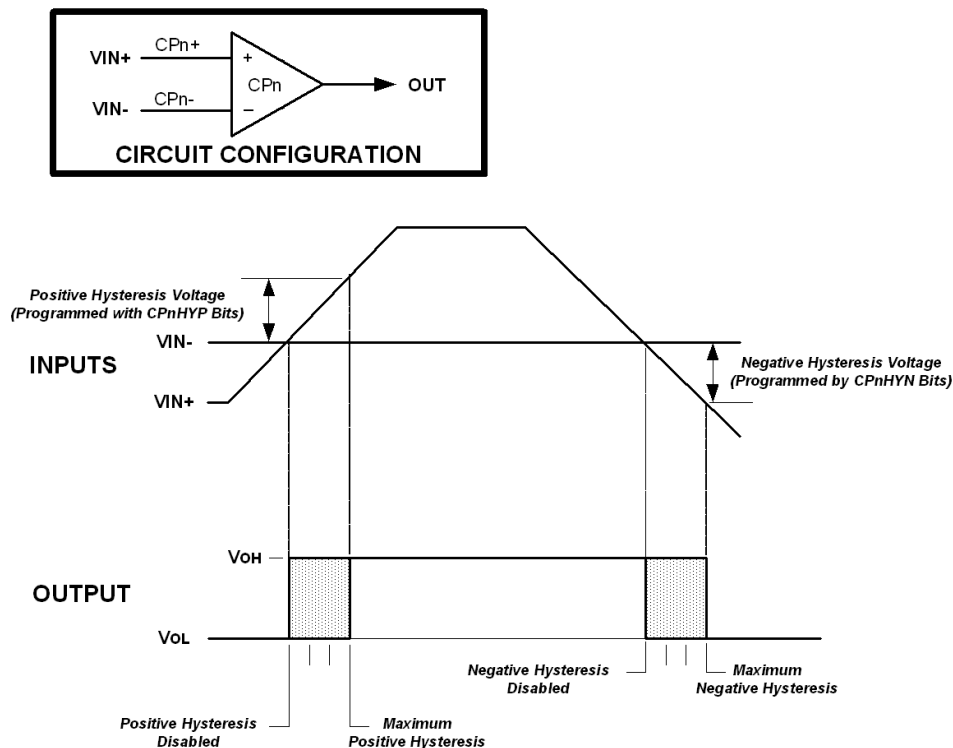 VIN+
CPn+
+
CPn
OUT
VIN-
CPn-
–
CIRCUIT CONFIGURATION
Positive Hysteresis Voltage
(Programmed with CPnHYP Bits)
VIN-
INPUTS
VIN+
Negative Hysteresis Voltage
(Programmed by CPnHYN Bits)
VOH
OUTPUT
VOL
Negative Hysteresis
Disabled
Maximum
Negative Hysteresis
Positive Hysteresis
Disabled
Maximum
Positive Hysteresis